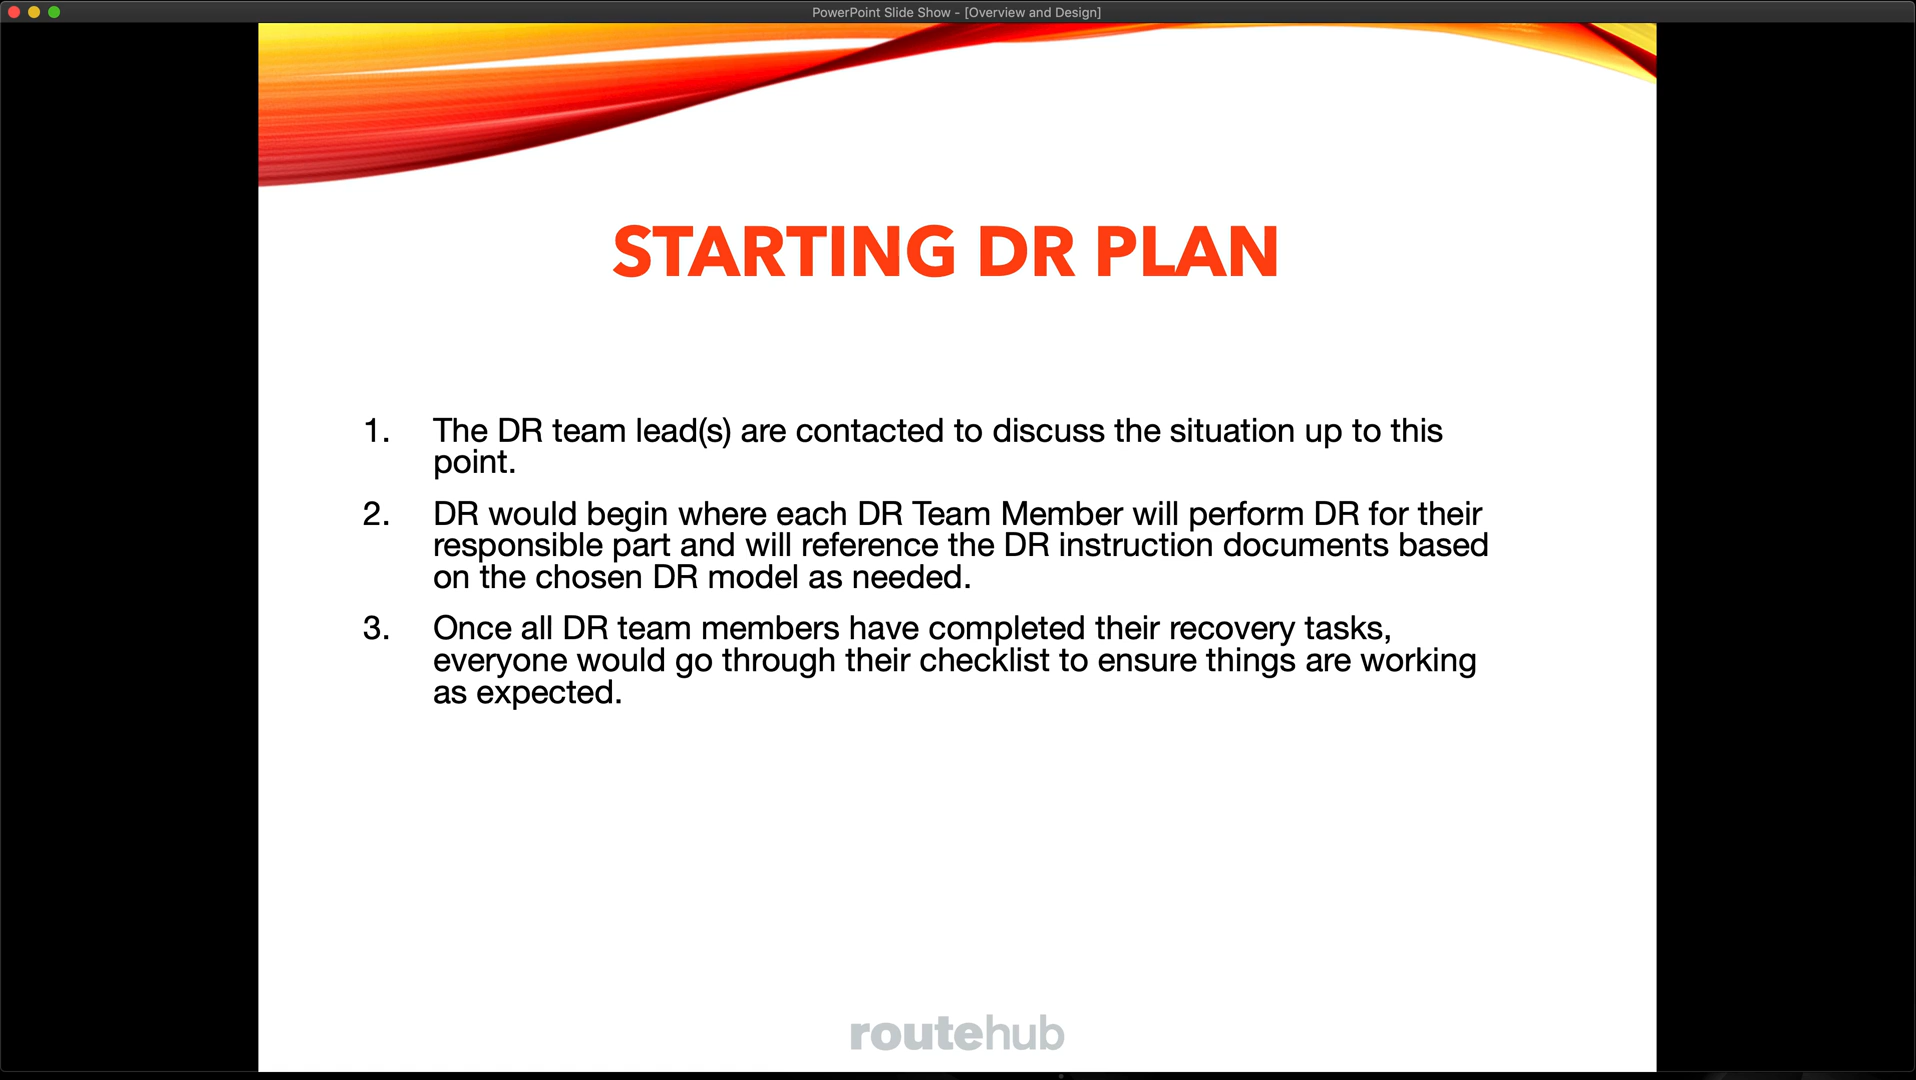 PowerPoint Slide Show - [Overview and Design]
STARTING DR PLAN
1. The DR team lead(s) are contacted to discuss the situation up to this
point.
2. DR would begin where each DR Team Member will perform DR for their
responsible part and will reference the DR instruction documents based
on the chosen DR model as needed.
3. Once all DR team members have completed their recovery tasks,
everyone would go through their checklist to ensure things are working
as expected.
routehub